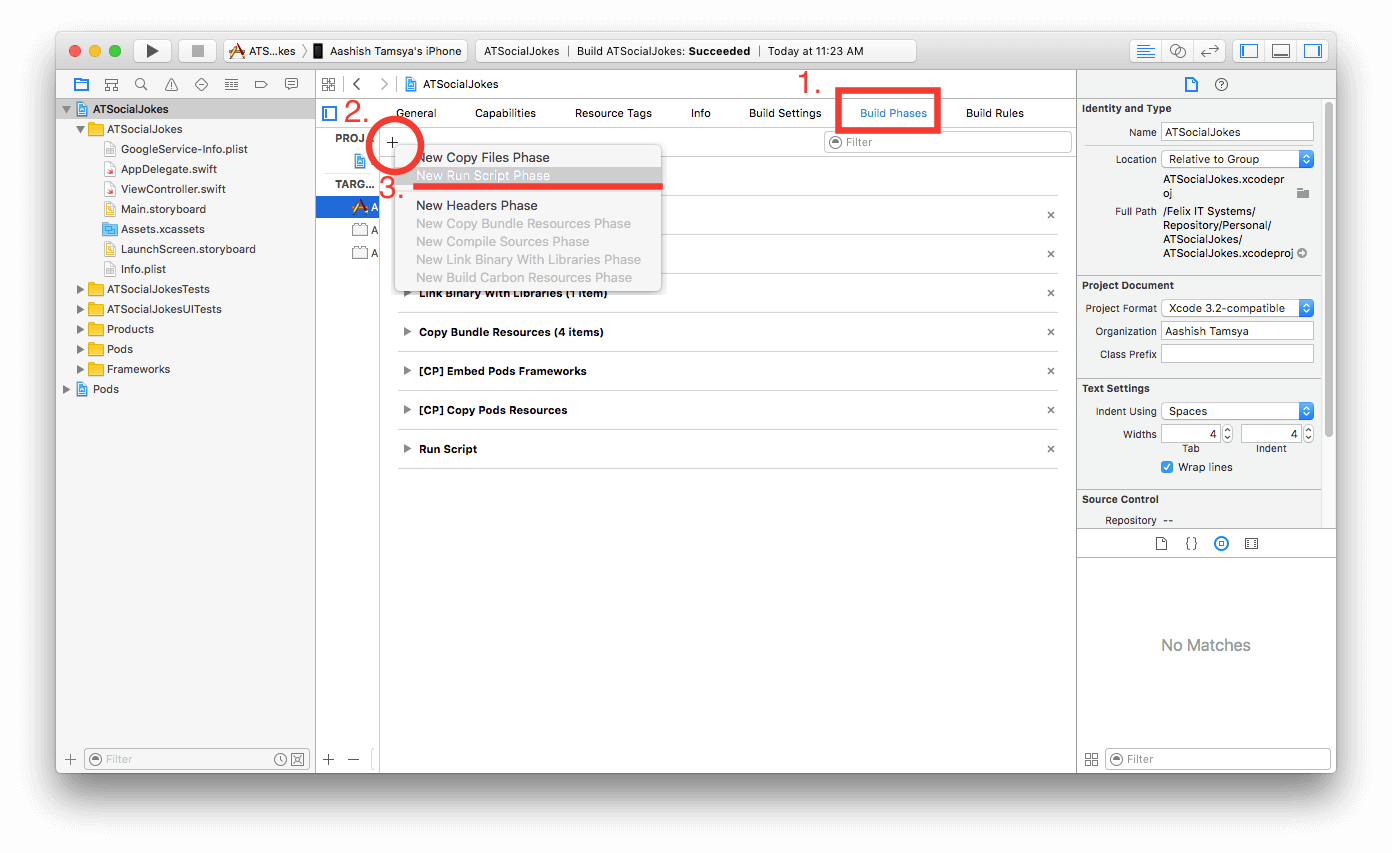 ATS...kes
Aashish Tamsya's iPhone
ATSocialJokes | Build ATSocialJokes: Succeeded | Today at 11:23 AM
ATSocialJokes
1.
2.
General
Capabilities
Resource Tags
Info
Build Settings
Build Phases
Build Rules
PROJ...
Filter
3.
TARG...
A
A
A
New Copy Files Phase
New Run Script Phase
New Headers Phase
New Copy Bundle Resources Phase
New Compile Sources Phase
New Link Binary With Libraries Phase
New Build Carbon Resources Phase
Link Binary With Libraries (1 item)
Copy Bundle Resources (4 items)
[CP] Embed Pods Frameworks
[CP] Copy Pods Resources
Run Script
ATSocialJokes
ATSocialJokes
GoogleService-Info.plist
AppDelegate.swift
ViewController.swift
Main.storyboard
Assets.xcassets
LaunchScreen.storyboard
Info.plist
ATSocialJokesTests
ATSocialJokesUITests
Products
Pods
Frameworks
Pods
Filter
Identity and Type
Name ATSocialJokes
Location Relative to Group
ATSocialJokes.xcodepr
oj
Full Path /Felix IT Systems/
Repository/Personal/
ATSocialJokes/
ATSocialJokes.xcodeproj
Project Document
Project Format Xcode 3.2-compatible
Organization Aashish Tamsya
Class Prefix
Text Settings
Indent Using Spaces
Widths 4 4
Tab Indent
Wrap lines
Source Control
Repository --
No Matches
Filter